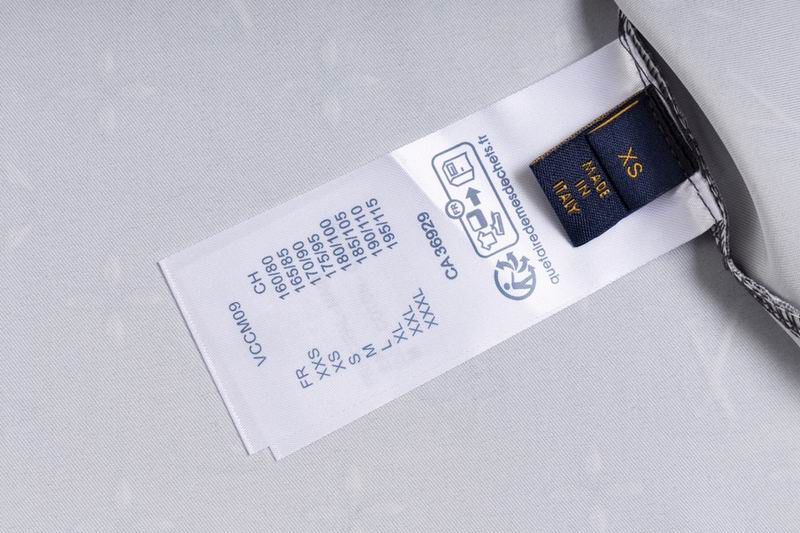 XS
MADE
IN
ITALY
quefairedemesdechets.fr
FR
CA 36929
VCCM09
FR CH
XXS 160/80
XS 165/85
S 170/90
M 175/95
L 180/100
XL 185/105
XXL 190/110
XXXL 195/115